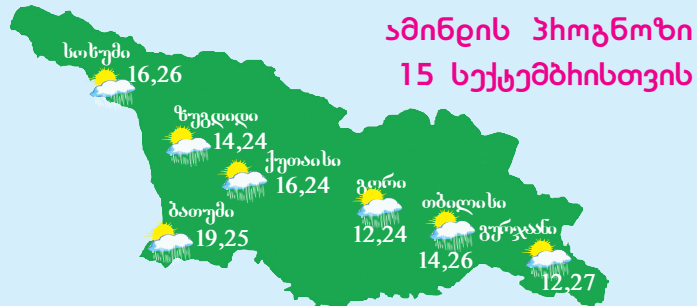 ამინდის პროგნოზი
15 სექტემბრისთვის
სოხუმი
16,26
ზუგდიდი
14,24
ქუთაისი
16,24
გორი
12,24
თბილისი
14,26
ბათუმი
19,25
გურჯაანი
12,27